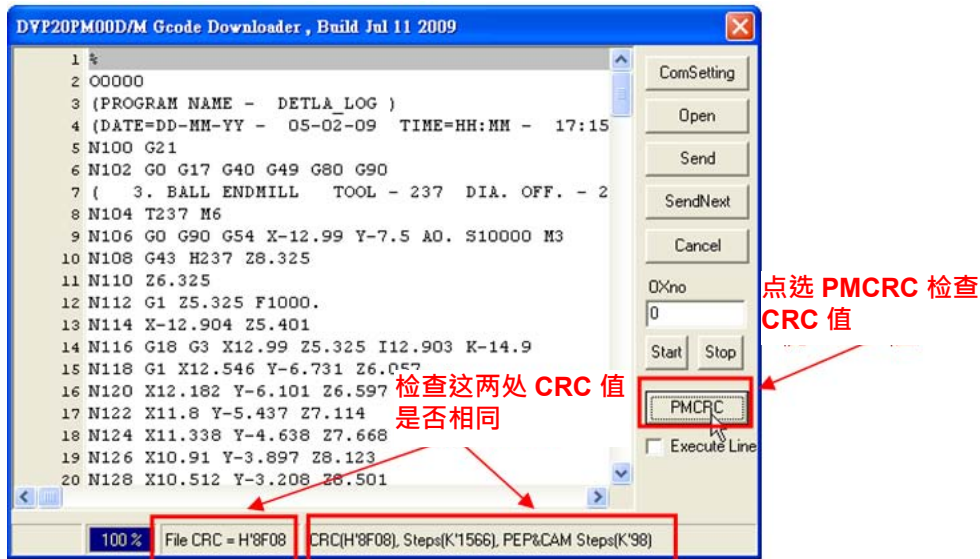 DVP20PM00D/M Gcode Downloader , Build Jul 11 2009
1 %
2 O0000
3 (PROGRAM NAME - DETLA_LOG )
4 (DATE=DD-MM-YY - 05-02-09 TIME=HH:MM - 17:15
5 N100 G21
6 N102 G0 G17 G40 G49 G80 G90
7 ( 3. BALL ENDMILL TOOL - 237 DIA. OFF. - 2
8 N104 T237 M6
9 N106 G0 G90 G54 X-12.99 Y-7.5 A0. S10000 M3
10 N108 G43 H237 Z8.325
11 N110 Z6.325
12 N112 G1 Z5.325 F1000.
13 N114 X-12.904 Z5.401
14 N116 G18 G3 X12.99 Z5.325 I12.903 K-14.9
15 N118 G1 X12.546 Y-6.731 Z6.057
16 N120 X12.182 Y-6.101 Z6.597
17 N122 X11.8 Y-5.437 Z7.114
18 N124 X11.338 Y-4.638 Z7.668
19 N126 X10.91 Y-3.897 Z8.123
20 N128 X10.512 Y-3.208 Z8.501
ComSetting
Open
Send
SendNext
Cancel
OXno
0
Start Stop
PMCRC
Execute Line
点选 PMCRC 检查
CRC 值
检查这两处 CRC 值
是否相同
100 % File CRC = H'8F08 CRC(H'8F08), Steps(K'1566), PEP&CAM Steps(K'98)